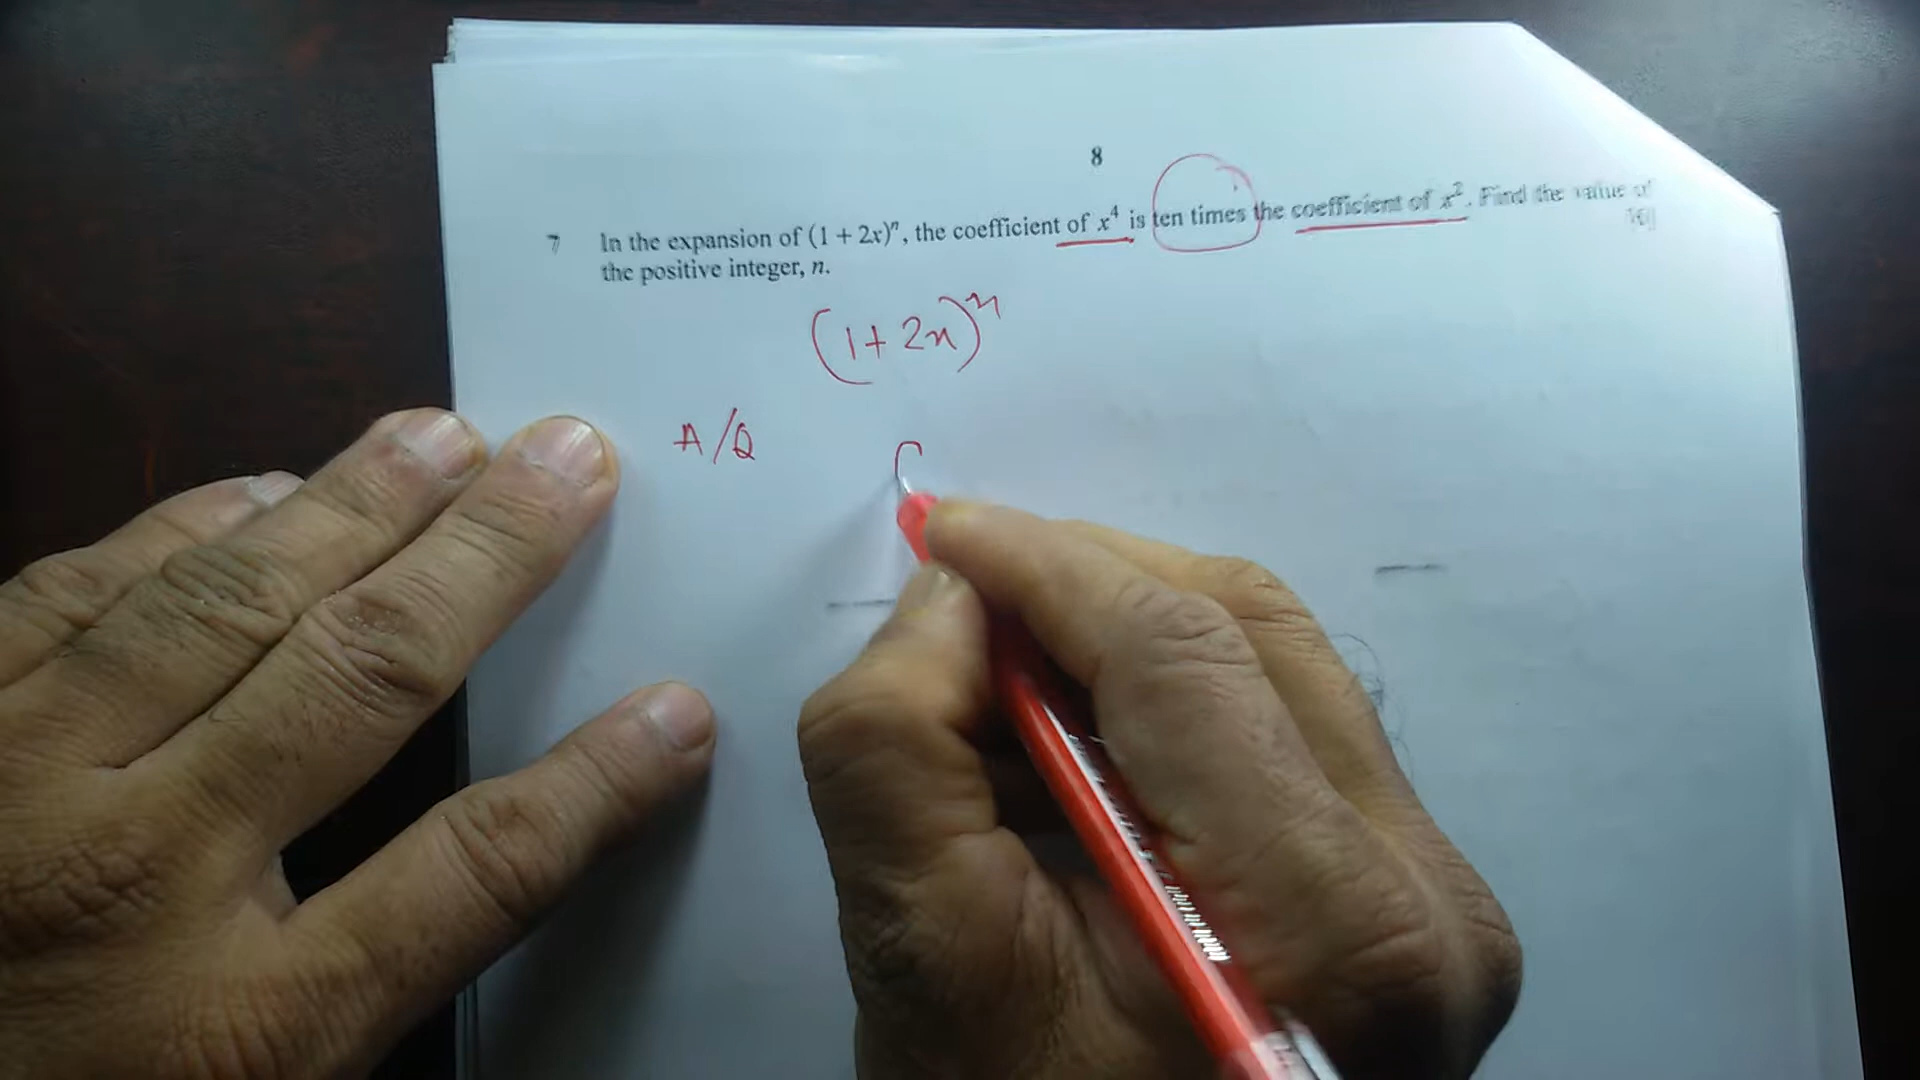 8
7 In the expansion of (1 + 2x)ⁿ, the coefficient of x⁴ is ten times the coefficient of x². Find the value of
the positive integer, n. [6]
(1 + 2x)ⁿ
A/Q